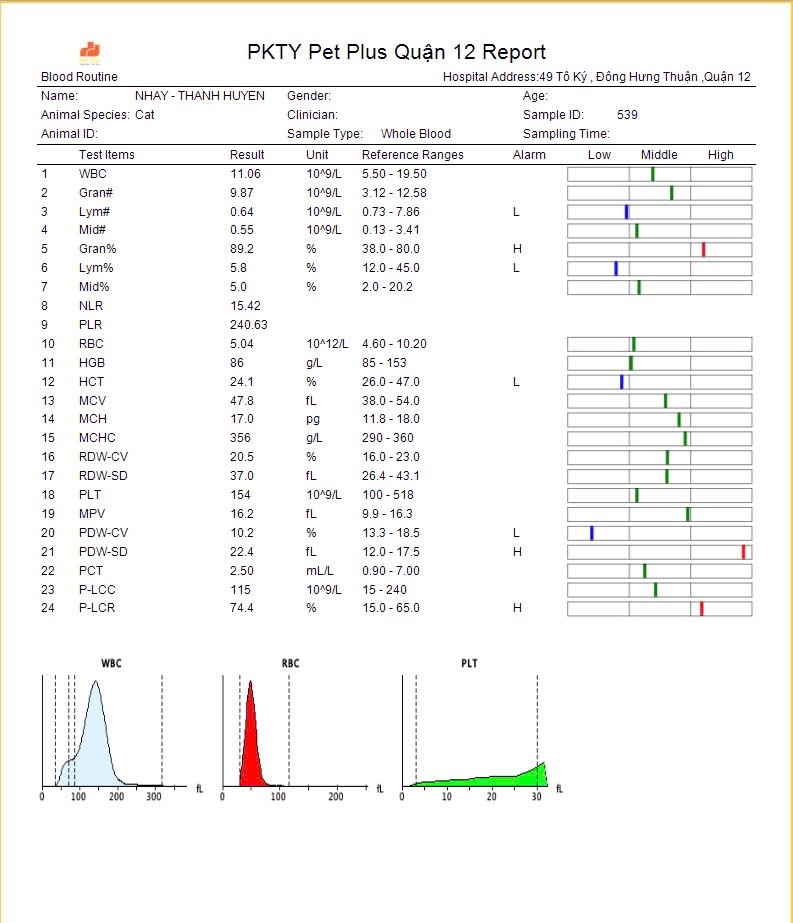 PKTY Pet Plus Quận 12 Report
Blood Routine Hospital Address:49 Tô Ký , Đông Hưng Thuận ,Quận 12
Name: NHAY - THANH HUYEN Gender: Age:
Animal Species: Cat Clinician: Sample ID: 539
Animal ID: Sample Type: Whole Blood Sampling Time:
Test Items Result Unit Reference Ranges Alarm Low Middle High
1 WBC 11.06 10^9/L 5.50 - 19.50
2 Gran# 9.87 10^9/L 3.12 - 12.58
3 Lym# 0.64 10^9/L 0.73 - 7.86 L
4 Mid# 0.55 10^9/L 0.13 - 3.41
5 Gran% 89.2 % 38.0 - 80.0 H
6 Lym% 5.8 % 12.0 - 45.0 L
7 Mid% 5.0 % 2.0 - 20.2
8 NLR 15.42
9 PLR 240.63
10 RBC 5.04 10^12/L 4.60 - 10.20
11 HGB 86 g/L 85 - 153
12 HCT 24.1 % 26.0 - 47.0 L
13 MCV 47.8 fL 38.0 - 54.0
14 MCH 17.0 pg 11.8 - 18.0
15 MCHC 356 g/L 290 - 360
16 RDW-CV 20.5 % 16.0 - 23.0
17 RDW-SD 37.0 fL 26.4 - 43.1
18 PLT 154 10^9/L 100 - 518
19 MPV 16.2 fL 9.9 - 16.3
20 PDW-CV 10.2 % 13.3 - 18.5 L
21 PDW-SD 22.4 fL 12.0 - 17.5 H
22 PCT 2.50 mL/L 0.90 - 7.00
23 P-LCC 115 10^9/L 15 - 240
24 P-LCR 74.4 % 15.0 - 65.0 H
WBC RBC PLT
0 100 200 300 fL 0 100 200 fL 0 10 20 30 fL